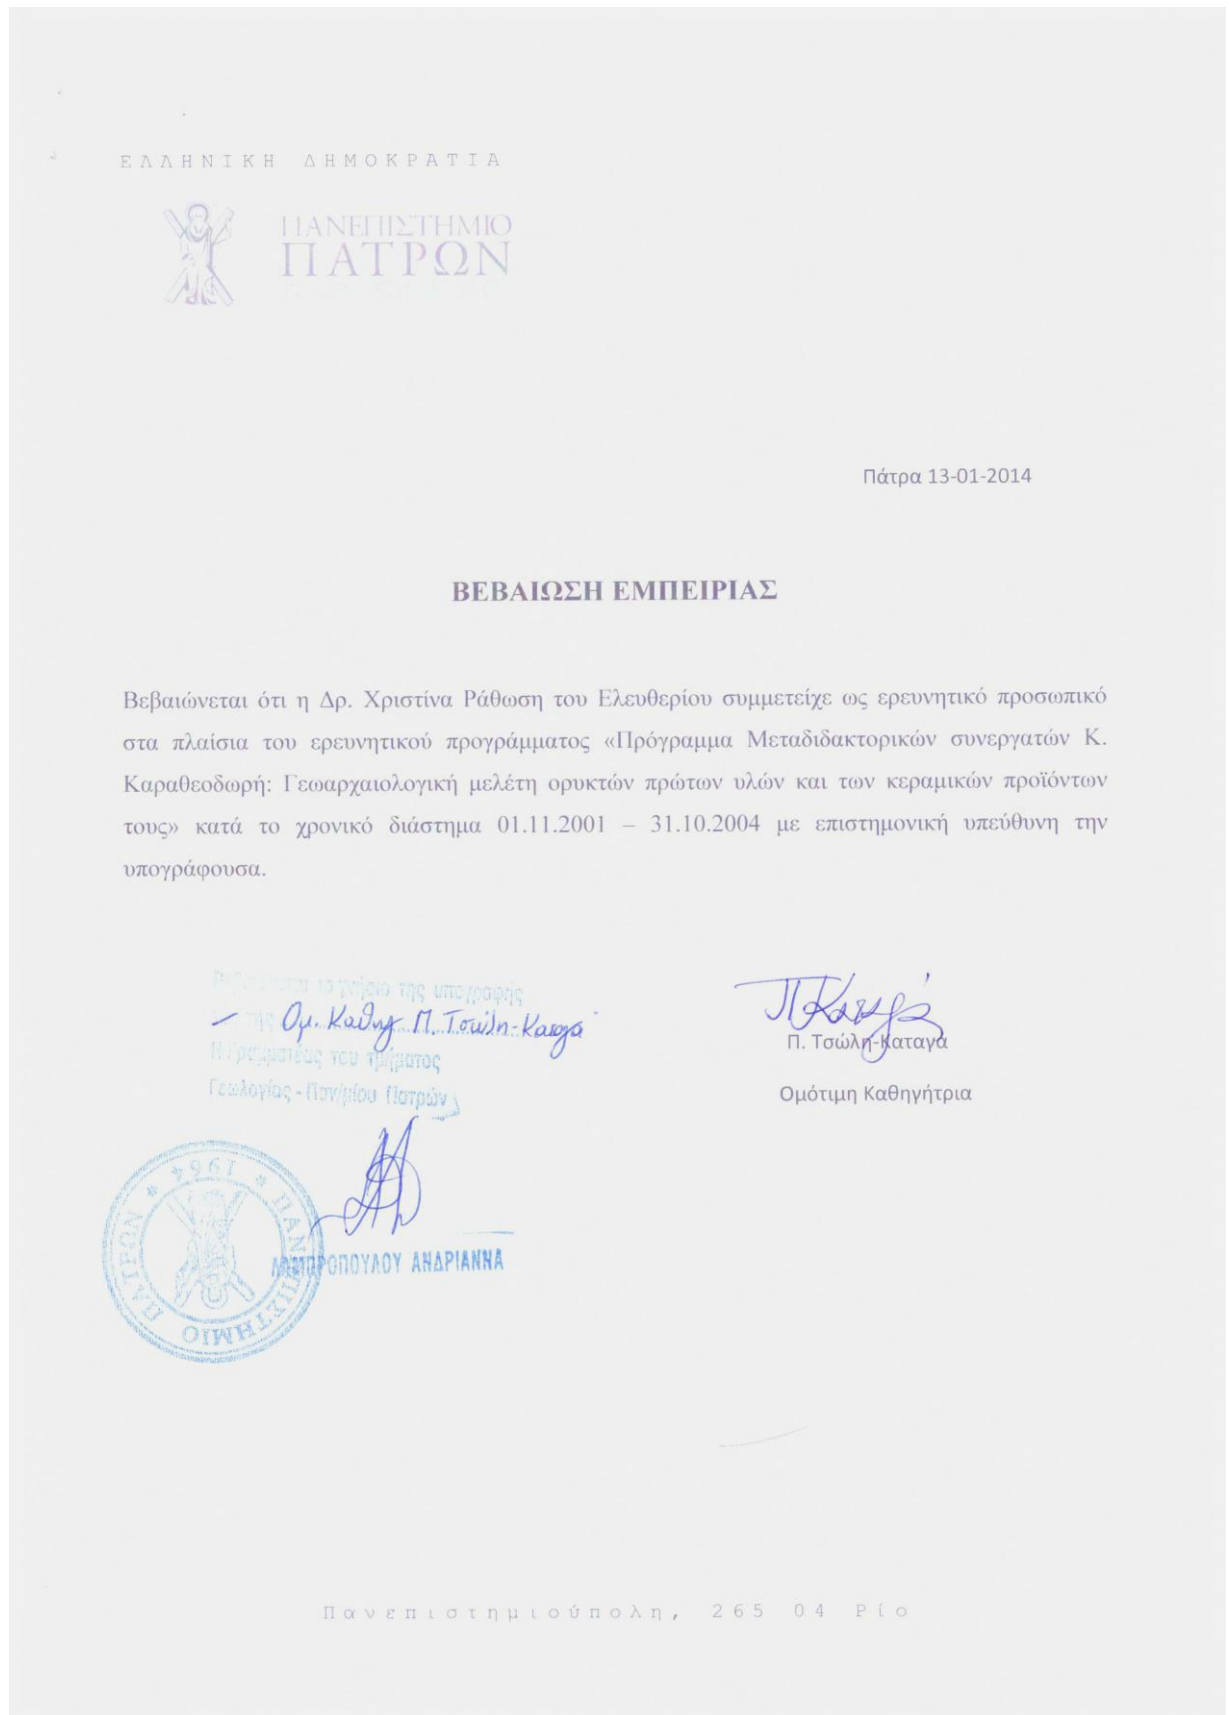 ΕΛΛΗΝΙΚΗ ΔΗΜΟΚΡΑΤΙΑ
ΠΑΝΕΠΙΣΤΗΜΙΟ
ΠΑΤΡΩΝ
Πάτρα 13-01-2014
ΒΕΒΑΙΩΣΗ ΕΜΠΕΙΡΙΑΣ
Βεβαιώνεται ότι η Δρ. Χριστίνα Ράθωση του Ελευθερίου συμμετείχε ως ερευνητικό προσωπικό
στα πλαίσια του ερευνητικού προγράμματος «Πρόγραμμα Μεταδιδακτορικών συνεργατών Κ.
Καραθεοδωρή: Γεωαρχαιολογική μελέτη ορυκτών πρώτων υλών και των κεραμικών προϊόντων
τους» κατά το χρονικό διάστημα 01.11.2001 – 31.10.2004 με επιστημονική υπεύθυνη την
υπογράφουσα.
το γνήσιο της υπογραφής
της Ομ. Καθηγ Π. Τσώλη-Καταγά
Η Γραμματέας του τμήματος
Γεωλογίας - Παν/μίου Πατρών
Π. Τσώλη-Καταγά
Ομότιμη Καθηγήτρια
ΠΑΝΕΠΙΣΤΗΜΙΟ ΠΑΤΡΩΝ * 1964 *
ΑΝΔΡΙΑΝΝΑ
Πανεπιστημιούπολη, 265 04 Ρίο